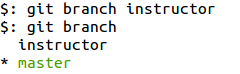 $: git branch instructor
$: git branch
  instructor
* master